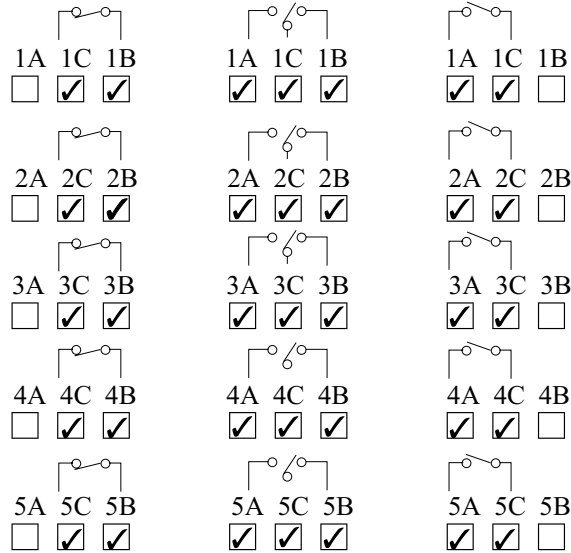 1A 1C 1B 1A 1C 1B 1A 1C 1B
2A 2C 2B 2A 2C 2B 2A 2C 2B
3A 3C 3B 3A 3C 3B 3A 3C 3B
4A 4C 4B 4A 4C 4B 4A 4C 4B
5A 5C 5B 5A 5C 5B 5A 5C 5B